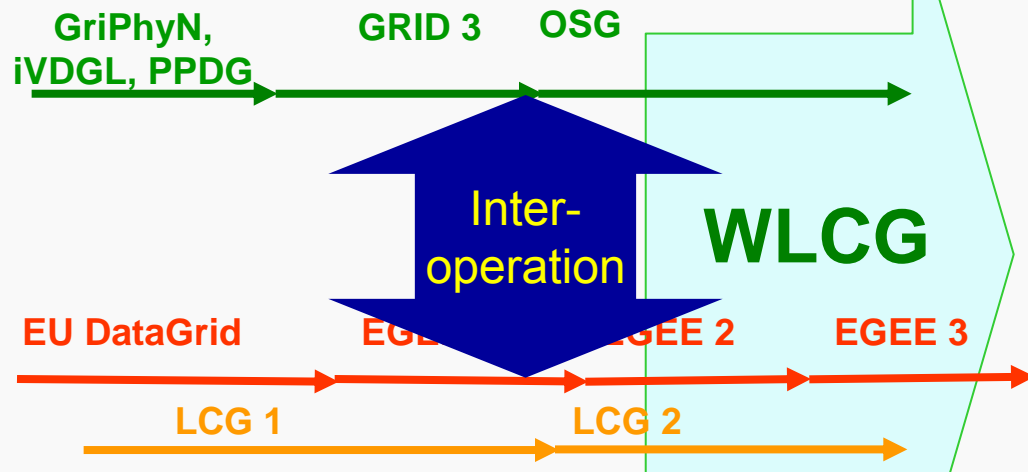 GriPhyN,
iVDGL, PPDG
GRID 3
OSG
Inter-
operation
WLCG
EU DataGrid
EGEE 2
EGEE 3
LCG 1
LCG 2